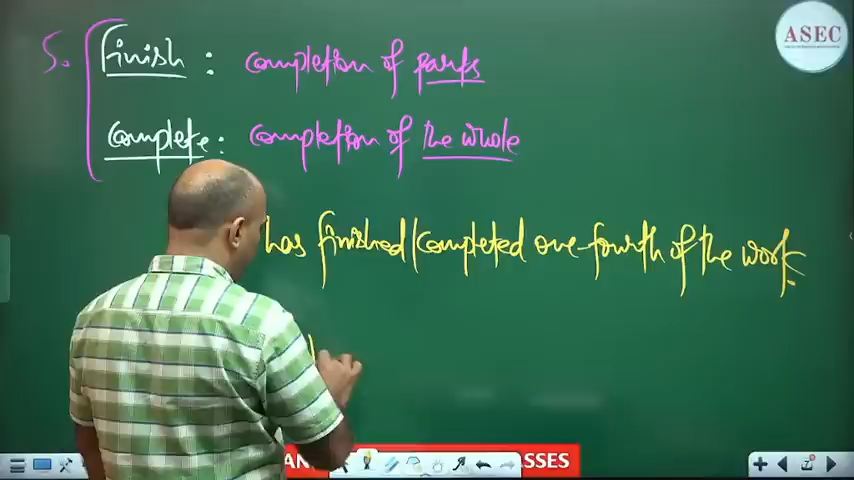 ASEC
5. finish : completion of parts
complete : completion of the whole
has finished/completed one-fourth of the work.
SSES